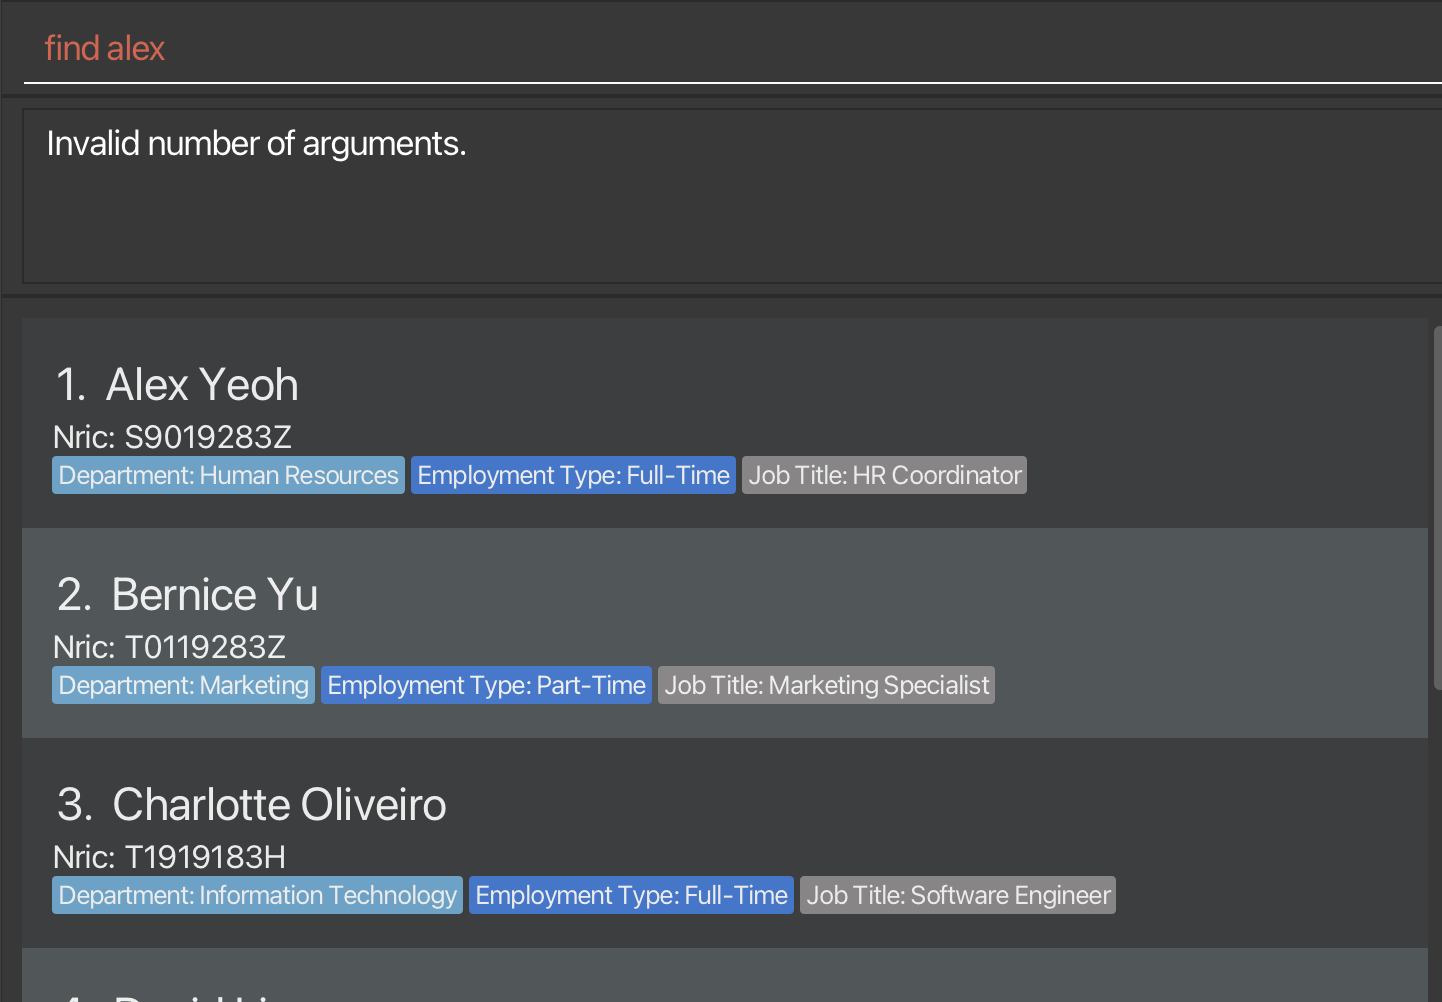 find alex
Invalid number of arguments.
1. Alex Yeoh
Nric: S9019283Z
Department: Human Resources Employment Type: Full-Time Job Title: HR Coordinator
2. Bernice Yu
Nric: T0119283Z
Department: Marketing Employment Type: Part-Time Job Title: Marketing Specialist
3. Charlotte Oliveiro
Nric: T1919183H
Department: Information Technology Employment Type: Full-Time Job Title: Software Engineer